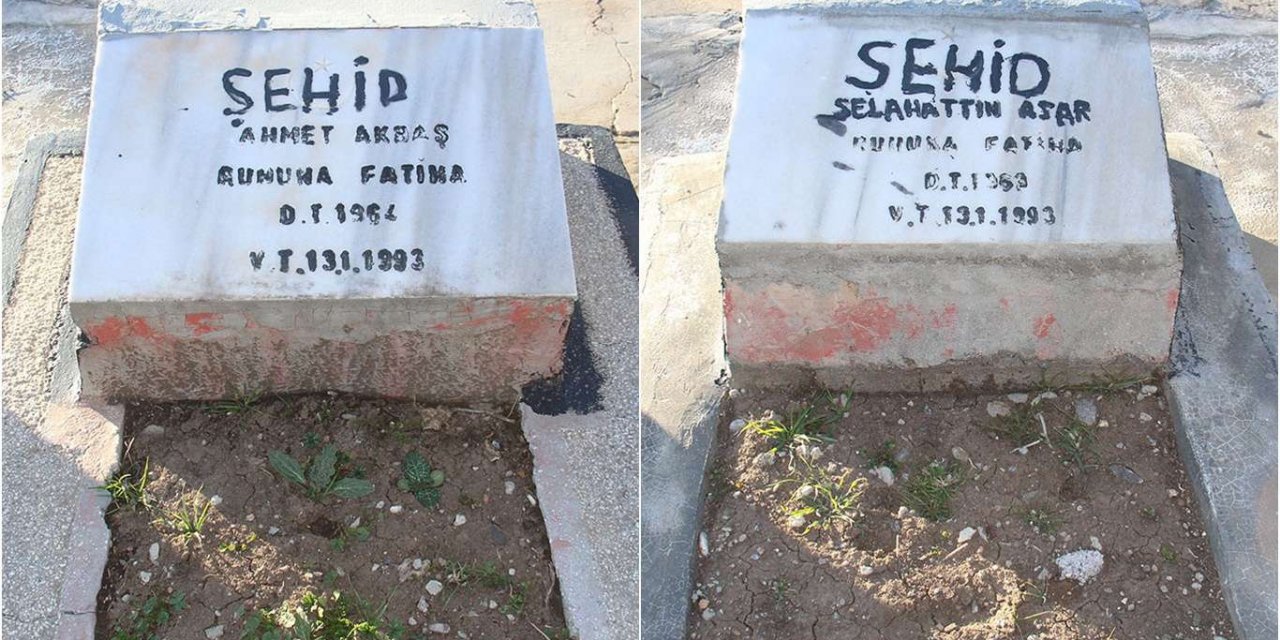 ŞEHİD
AHMET AKBAŞ
RUHUNA FATİHA
D.T.1964
V.T.13.1.1993
ŞEHİD
SELAHATTİN ASAR
RUHUNA FATİHA
D.T.1963
V.T.13.1.1993